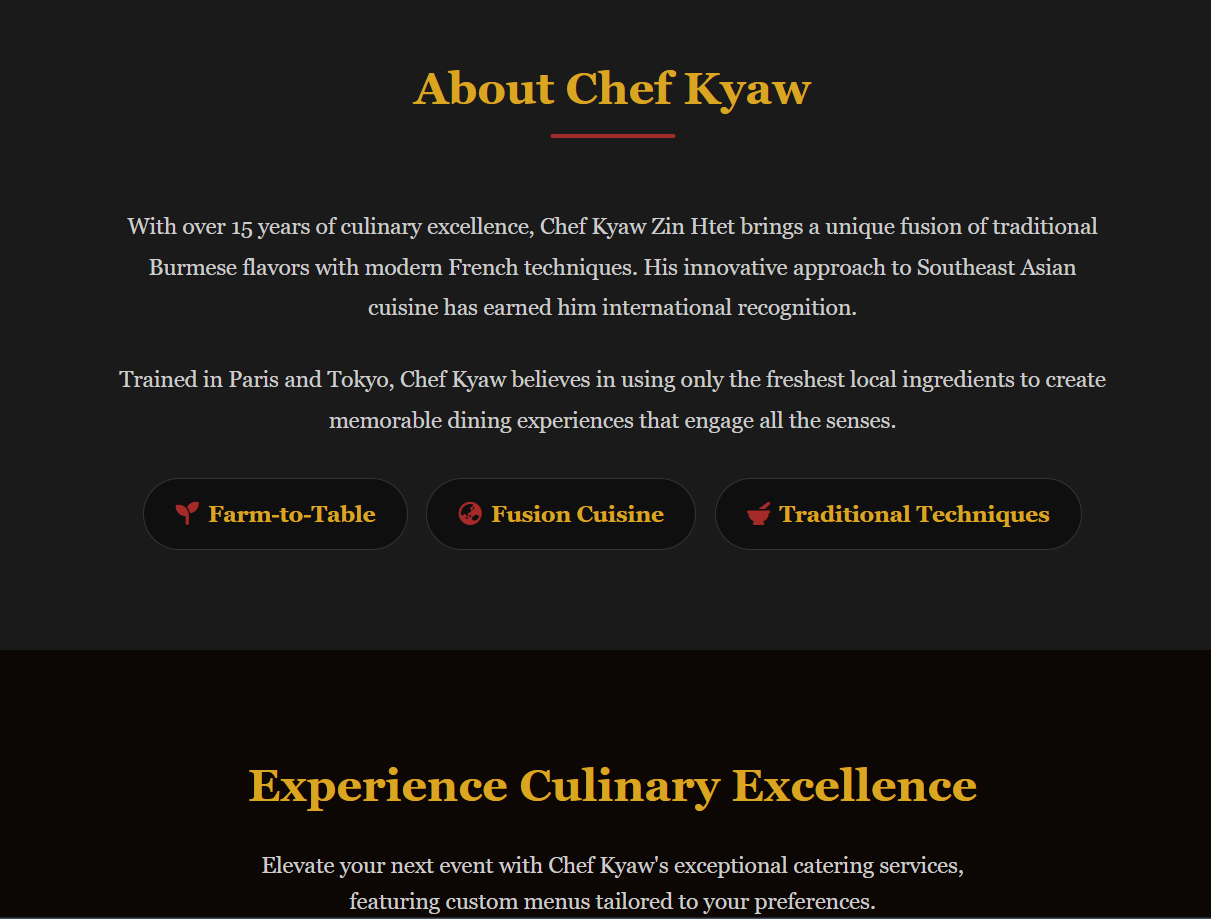 About Chef Kyaw
With over 15 years of culinary excellence, Chef Kyaw Zin Htet brings a unique fusion of traditional
Burmese flavors with modern French techniques. His innovative approach to Southeast Asian
cuisine has earned him international recognition.
Trained in Paris and Tokyo, Chef Kyaw believes in using only the freshest local ingredients to create
memorable dining experiences that engage all the senses.
Farm-to-Table
Fusion Cuisine
Traditional Techniques
Experience Culinary Excellence
Elevate your next event with Chef Kyaw's exceptional catering services,
featuring custom menus tailored to your preferences.